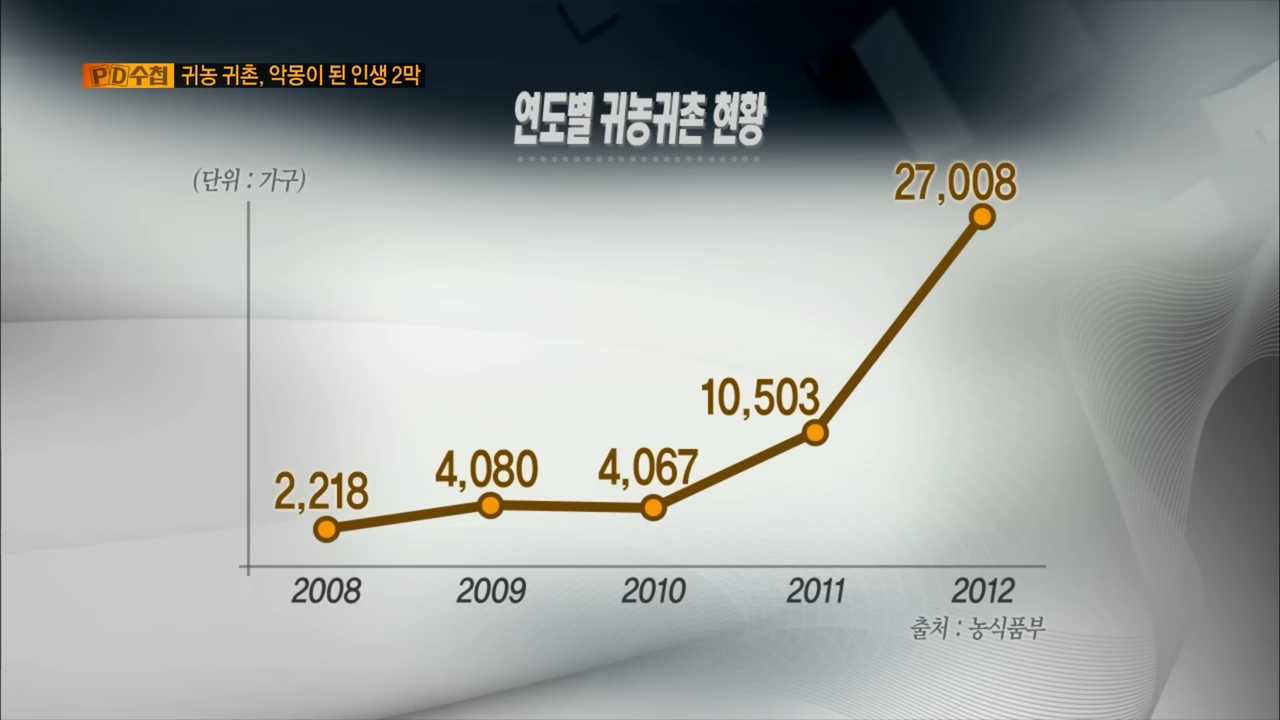 PD수첩 귀농 귀촌, 악몽이 된 인생 2막
연도별 귀농귀촌 현황
(단위 : 가구)
27,008
10,503
2,218 4,080 4,067
2008 2009 2010 2011 2012
출처 : 농식품부